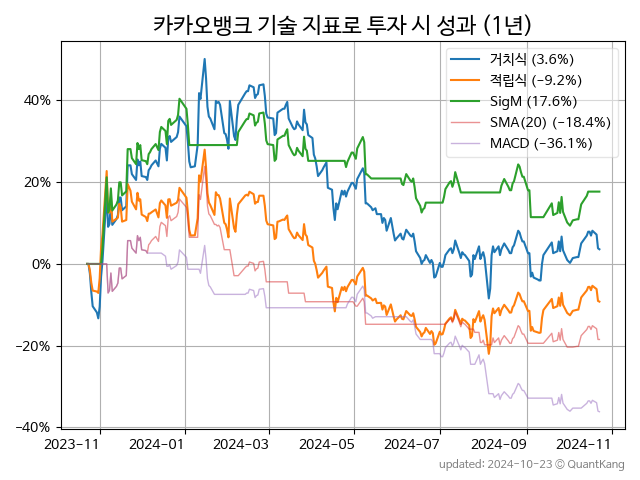 카카오뱅크 기술 지표로 투자 시 성과 (1년)
거치식 (3.6%)
적립식 (−9.2%)
SigM (17.6%)
SMA(20) (−18.4%)
MACD (−36.1%)
40%
20%
0%
−20%
−40%
2023-11
2024-01
2024-03
2024-05
2024-07
2024-09
2024-11
updated: 2024-10-23 © QuantKang